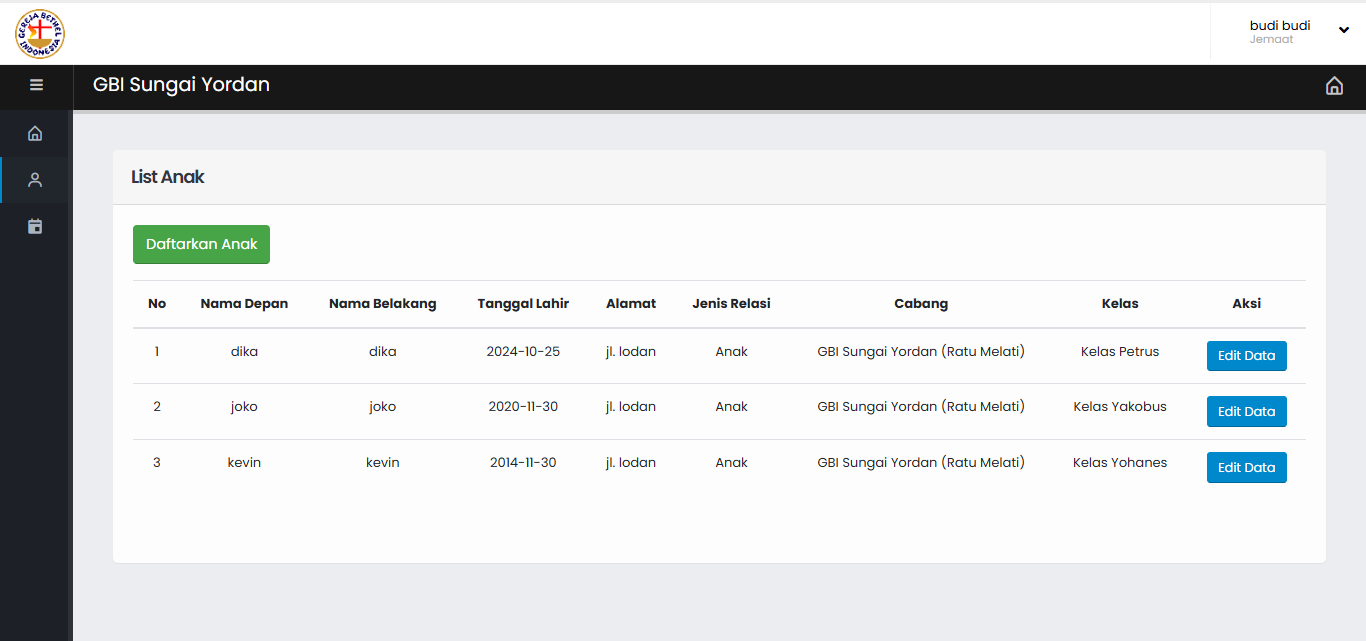 GEREJA BETHEL INDONESIA
budi budi
Jemaat
GBI Sungai Yordan
List Anak
Daftarkan Anak
No Nama Depan Nama Belakang Tanggal Lahir Alamat Jenis Relasi Cabang Kelas Aksi
1 dika dika 2024-10-25 jl. lodan Anak GBI Sungai Yordan (Ratu Melati) Kelas Petrus Edit Data
2 joko joko 2020-11-30 jl. lodan Anak GBI Sungai Yordan (Ratu Melati) Kelas Yakobus Edit Data
3 kevin kevin 2014-11-30 jl. lodan Anak GBI Sungai Yordan (Ratu Melati) Kelas Yohanes Edit Data